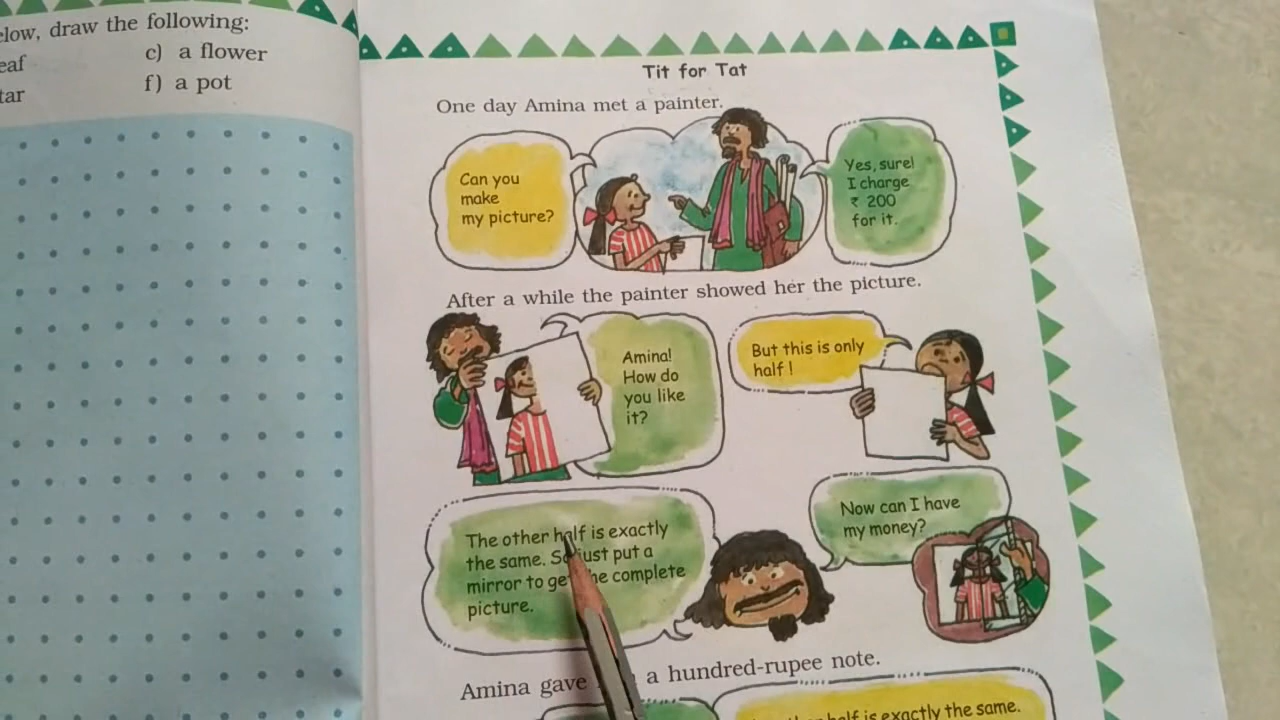 elow, draw the following:
eaf c) a flower
tar f) a pot
Tit for Tat
One day Amina met a painter.
Can you
make
my picture?
Yes, sure!
I charge
₹ 200
for it.
After a while the painter showed her the picture.
Amina!
How do
you like
it?
But this is only
half !
The other half is exactly
the same. So just put a
mirror to get the complete
picture.
Now can I have
my money?
Amina gave a hundred-rupee note.
half is exactly the same.